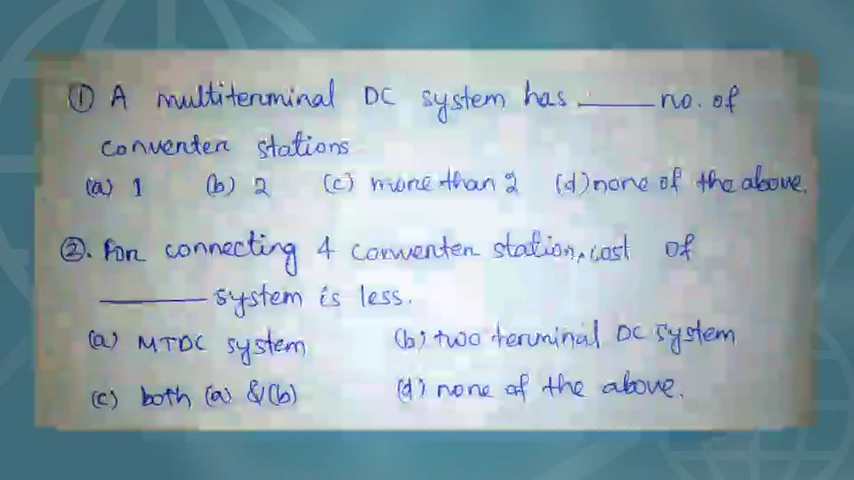 ① A multiterminal DC system has ______ no. of
converter stations
(a) 1 (b) 2 (c) more than 2 (d) none of the above.
②. For connecting 4 converter station, cost of
______ system is less.
(a) MTDC system (b) two terminal DC system
(c) both (a) &(b) (d) none of the above.